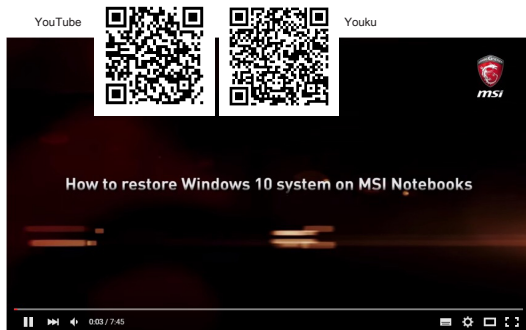 YouTube
Youku
msi
How to restore Windows 10 system on MSI Notebooks
0:03 / 7:45